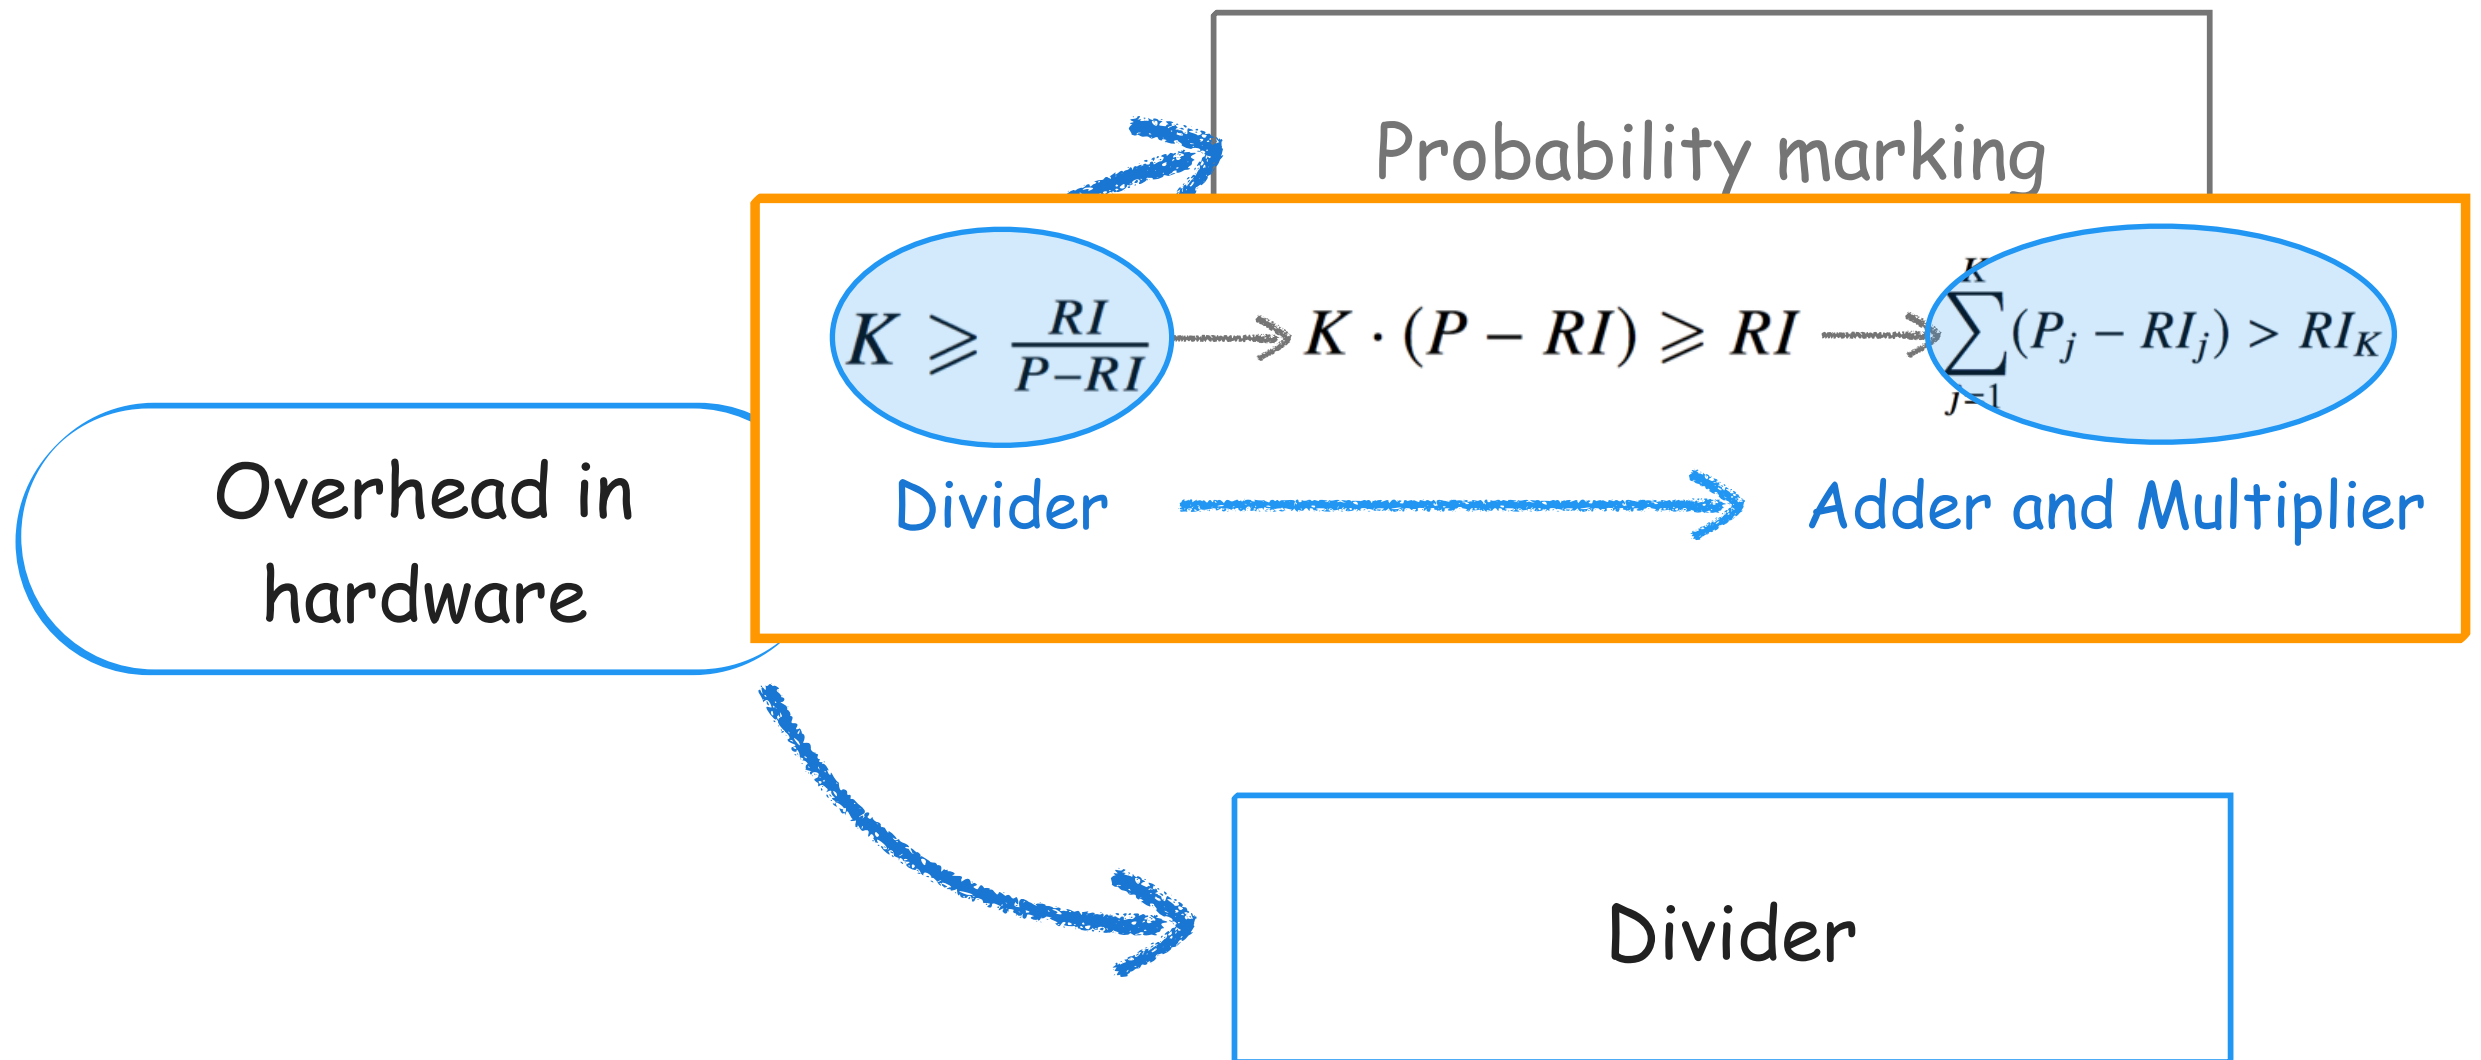 Probability marking
K ⩾ RI / P−RI
K · (P − RI) ⩾ RI
∑_{j=1}^{K} (P_j − RI_j) > RI_K
Divider
Adder and Multiplier
Overhead in
hardware
Divider